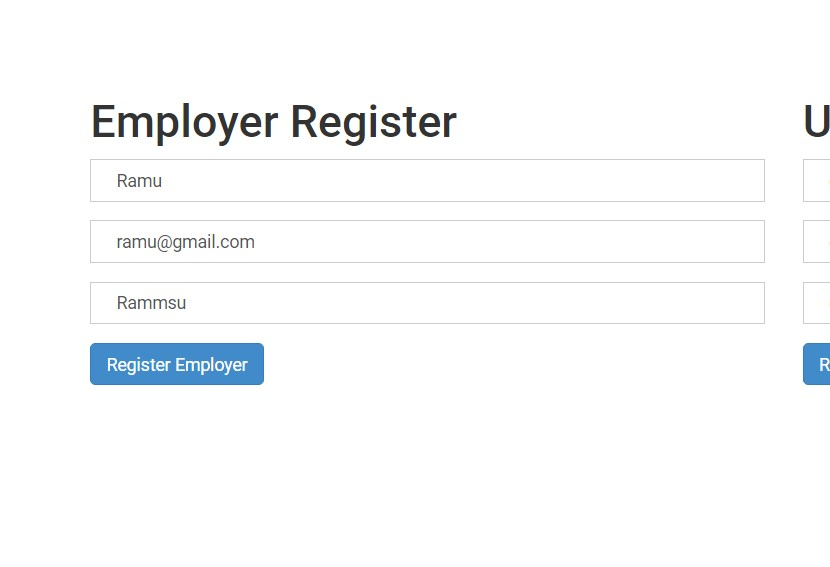 Employer Register
Ramu
ramu@gmail.com
Rammsu
Register Employer
U
R